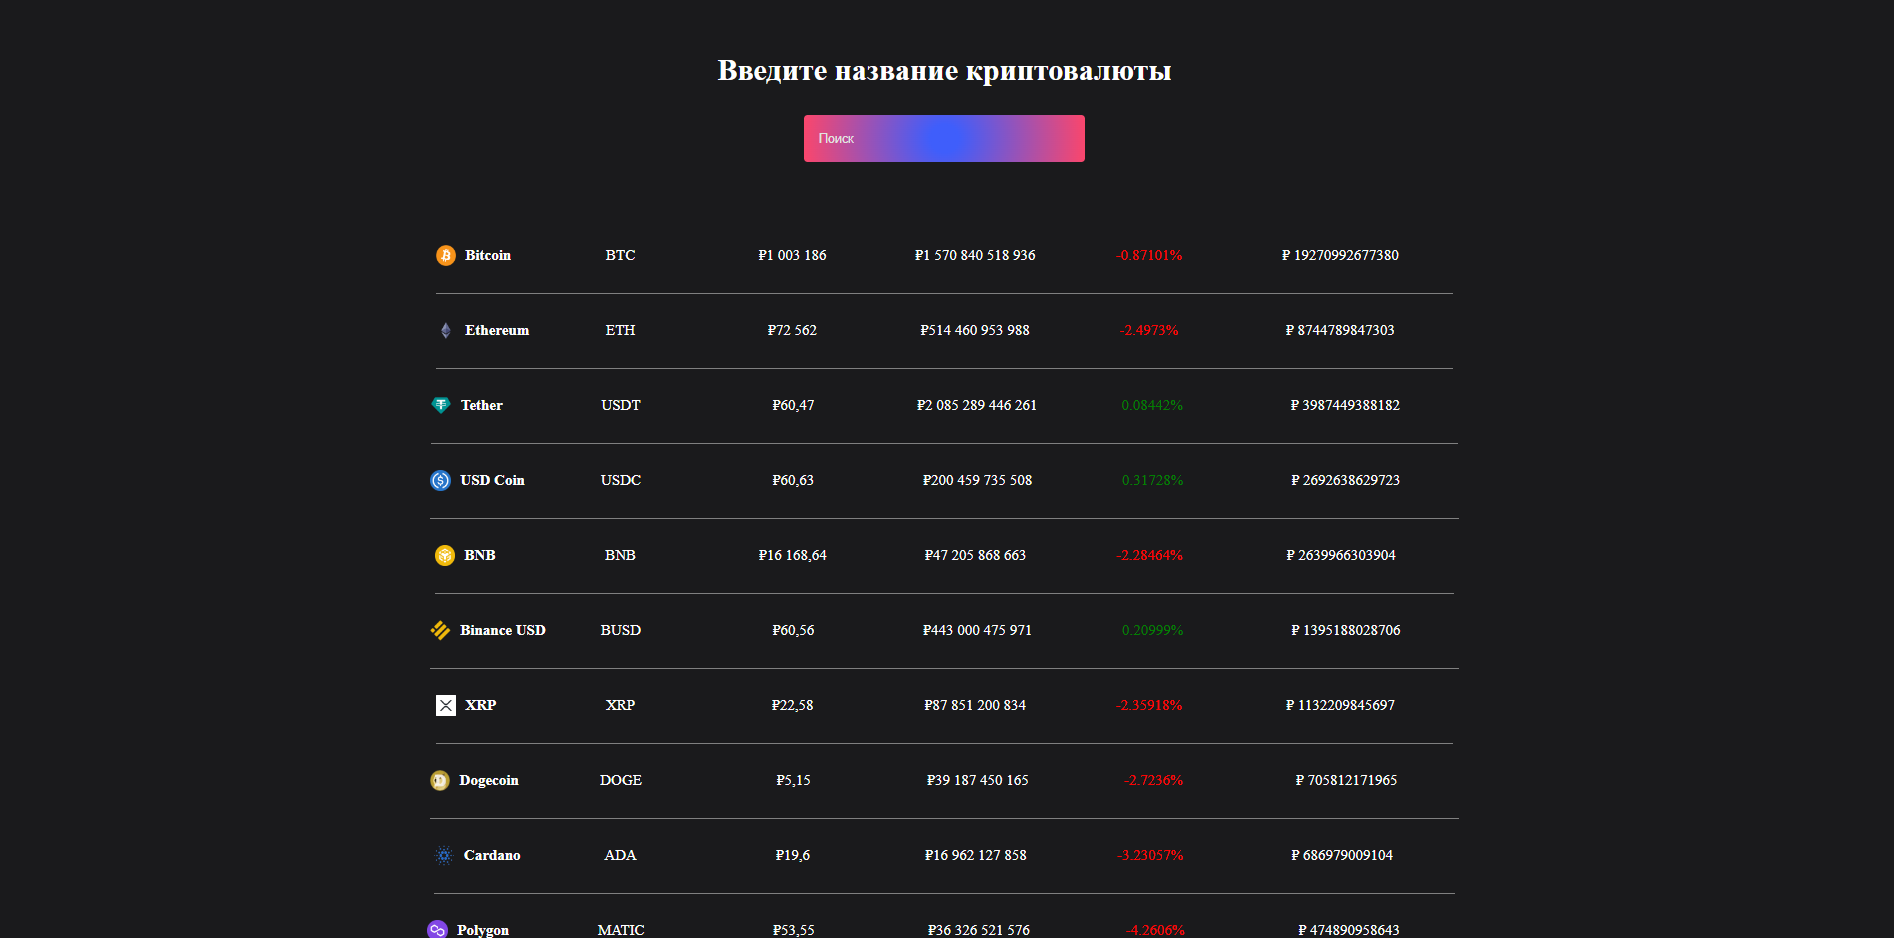 Введите название криптовалюты
Поиск
Bitcoin BTC ₽1 003 186 ₽1 570 840 518 936 -0.87101% ₽ 19270992677380
Ethereum ETH ₽72 562 ₽514 460 953 988 -2.4973% ₽ 8744789847303
Tether USDT ₽60,47 ₽2 085 289 446 261 0.08442% ₽ 3987449388182
USD Coin USDC ₽60,63 ₽200 459 735 508 0.31728% ₽ 2692638629723
BNB BNB ₽16 168,64 ₽47 205 868 663 -2.28464% ₽ 2639966303904
Binance USD BUSD ₽60,56 ₽443 000 475 971 0.20999% ₽ 1395188028706
XRP XRP ₽22,58 ₽87 851 200 834 -2.35918% ₽ 1132209845697
Dogecoin DOGE ₽5,15 ₽39 187 450 165 -2.7236% ₽ 705812171965
Cardano ADA ₽19,6 ₽16 962 127 858 -3.23057% ₽ 686979009104
Polygon MATIC ₽53,55 ₽36 326 521 576 -4.2606% ₽ 474890958643